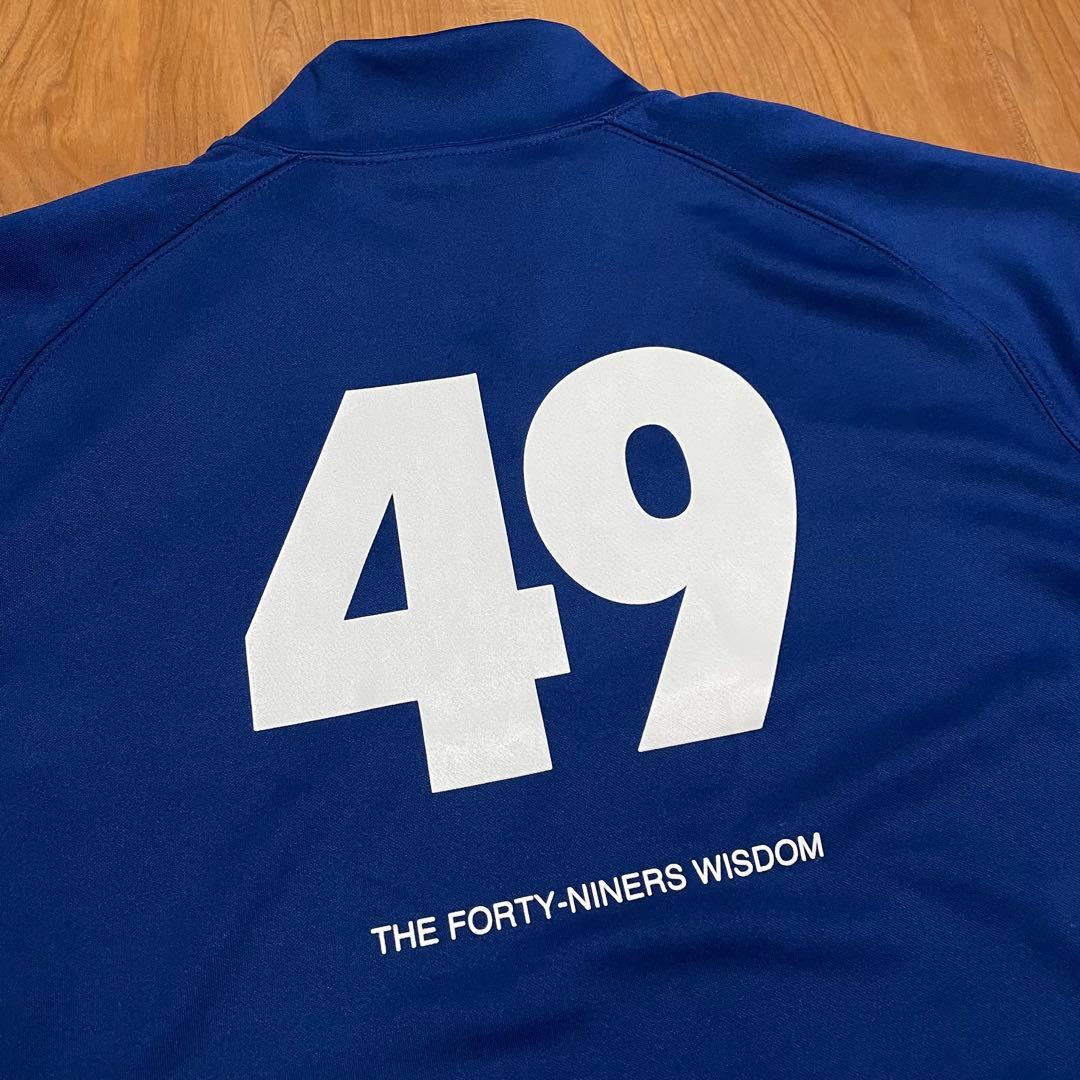 49
THE FORTY-NINERS WISDOM